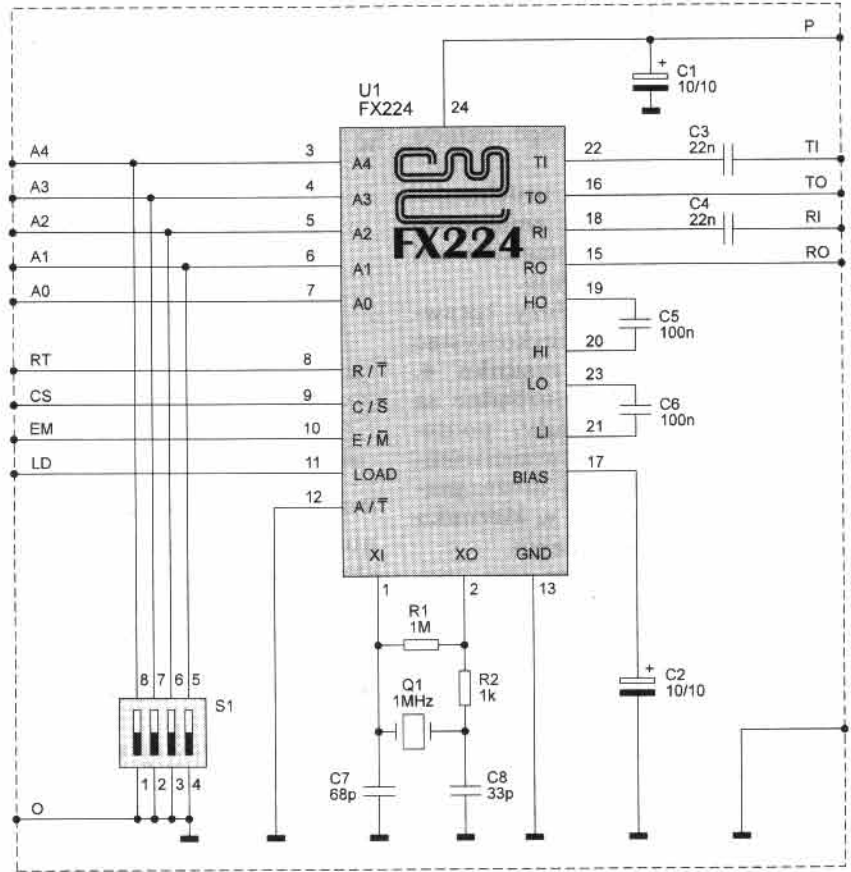 P
U1
FX224
24
+
C1
10/10
A4 3 A4
A3 4 A3
A2 5 A2
A1 6 A1
A0 7 A0
RT 8 R / T̅
CS 9 C / S̅
EM 10 E / M̅
LD 11 LOAD
12 A / T̅
FX224
TI 22 C3 22n TI
TO 16 TO
RI 18 C4 22n RI
RO 15 RO
HO 19
C5
100n
HI 20
LO 23
C6
100n
LI 21
BIAS 17
XI XO GND
1 2 13
R1
1M
R2
1k
Q1
1MHz
+
C2
10/10
8 7 6 5
S1
1 2 3 4
C7
68p
C8
33p
O